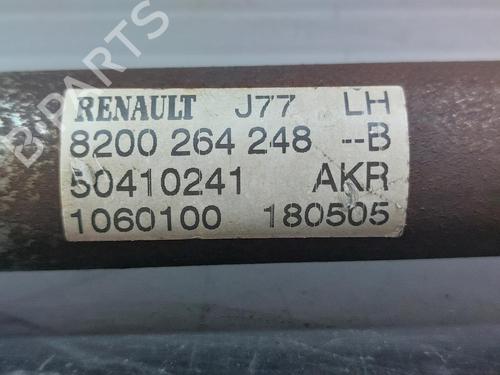 B PARTS
RENAULT J77 LH
8200 264 248 --B
50410241 AKR
1060100 180505